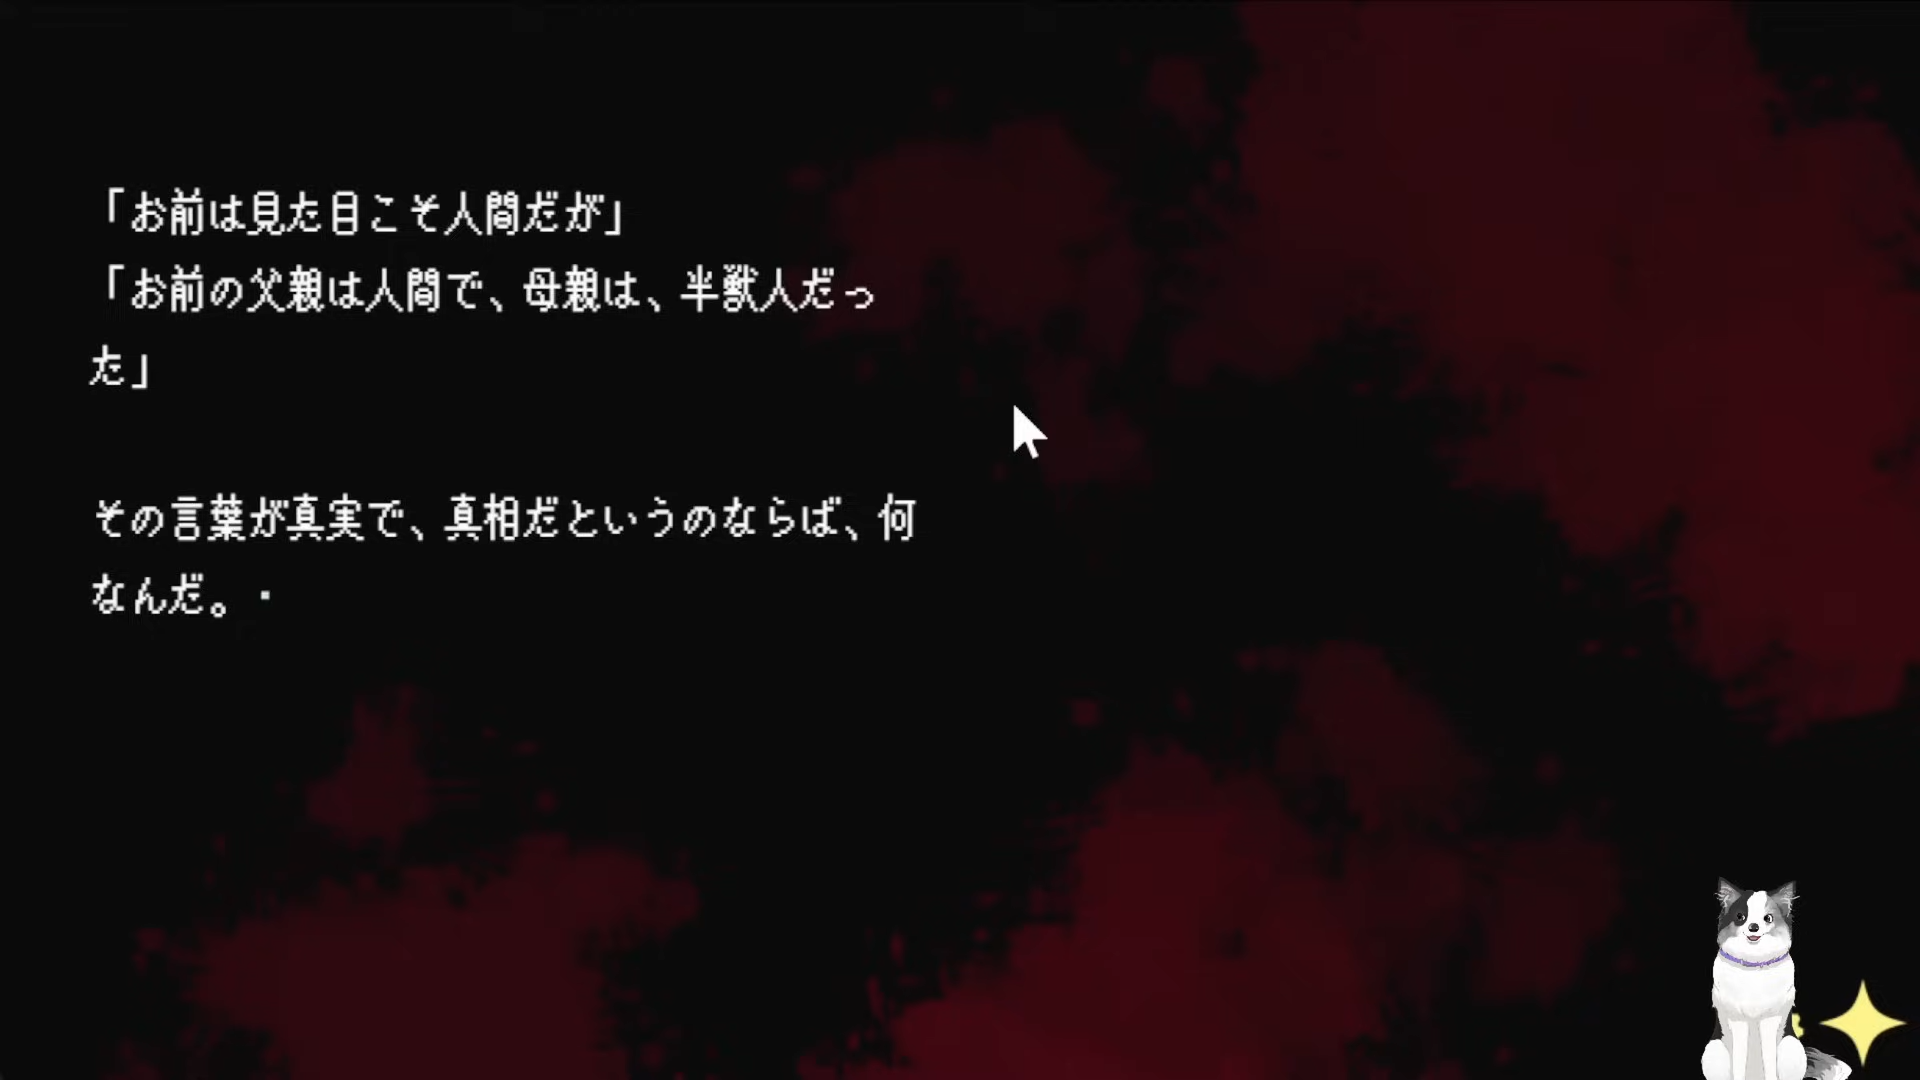 「お前は見た目こそ人間だが」
「お前の父親は人間で、母親は、半獣人だっ
た」
その言葉が真実で、真相だというのならば、何
なんだ。・